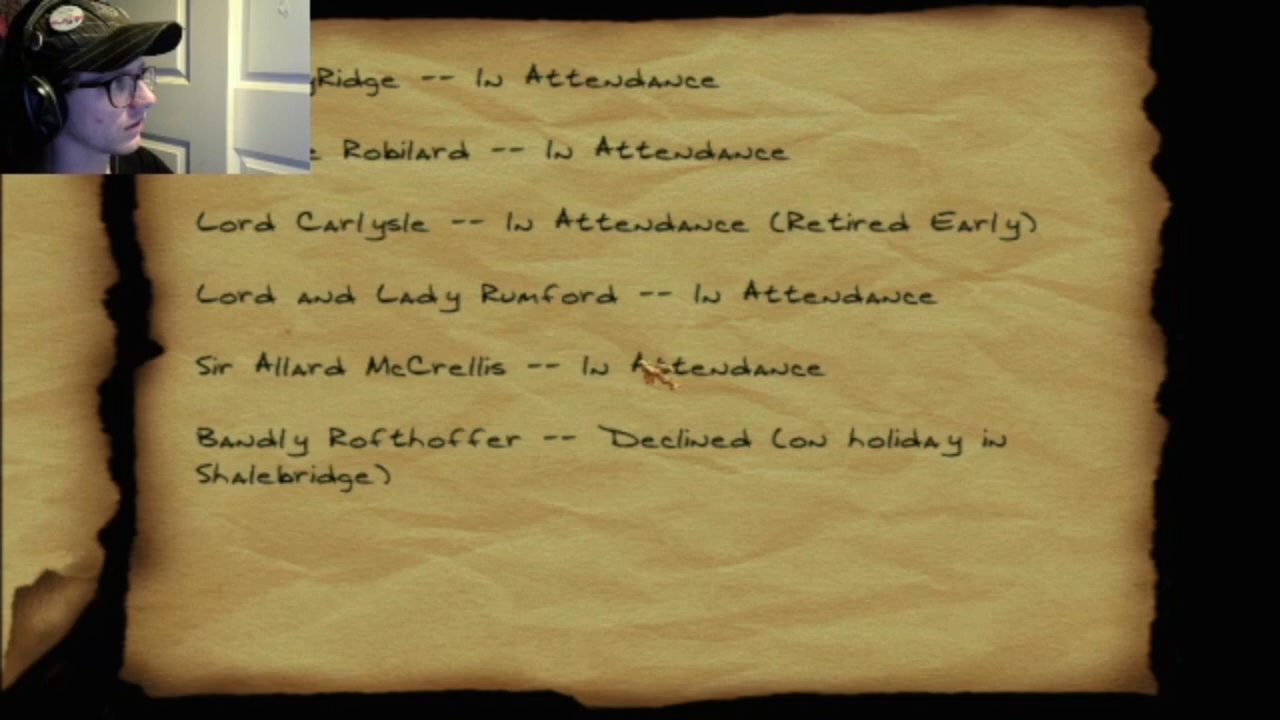 Ridge -- In Attendance
Robilard -- In Attendance
Lord Carlysle -- In Attendance (Retired Early)
Lord and Lady Rumford -- In Attendance
Sir Allard McCrellis -- In Attendance
Bandly Rofthoffer -- Declined (on holiday in
Shalebridge)